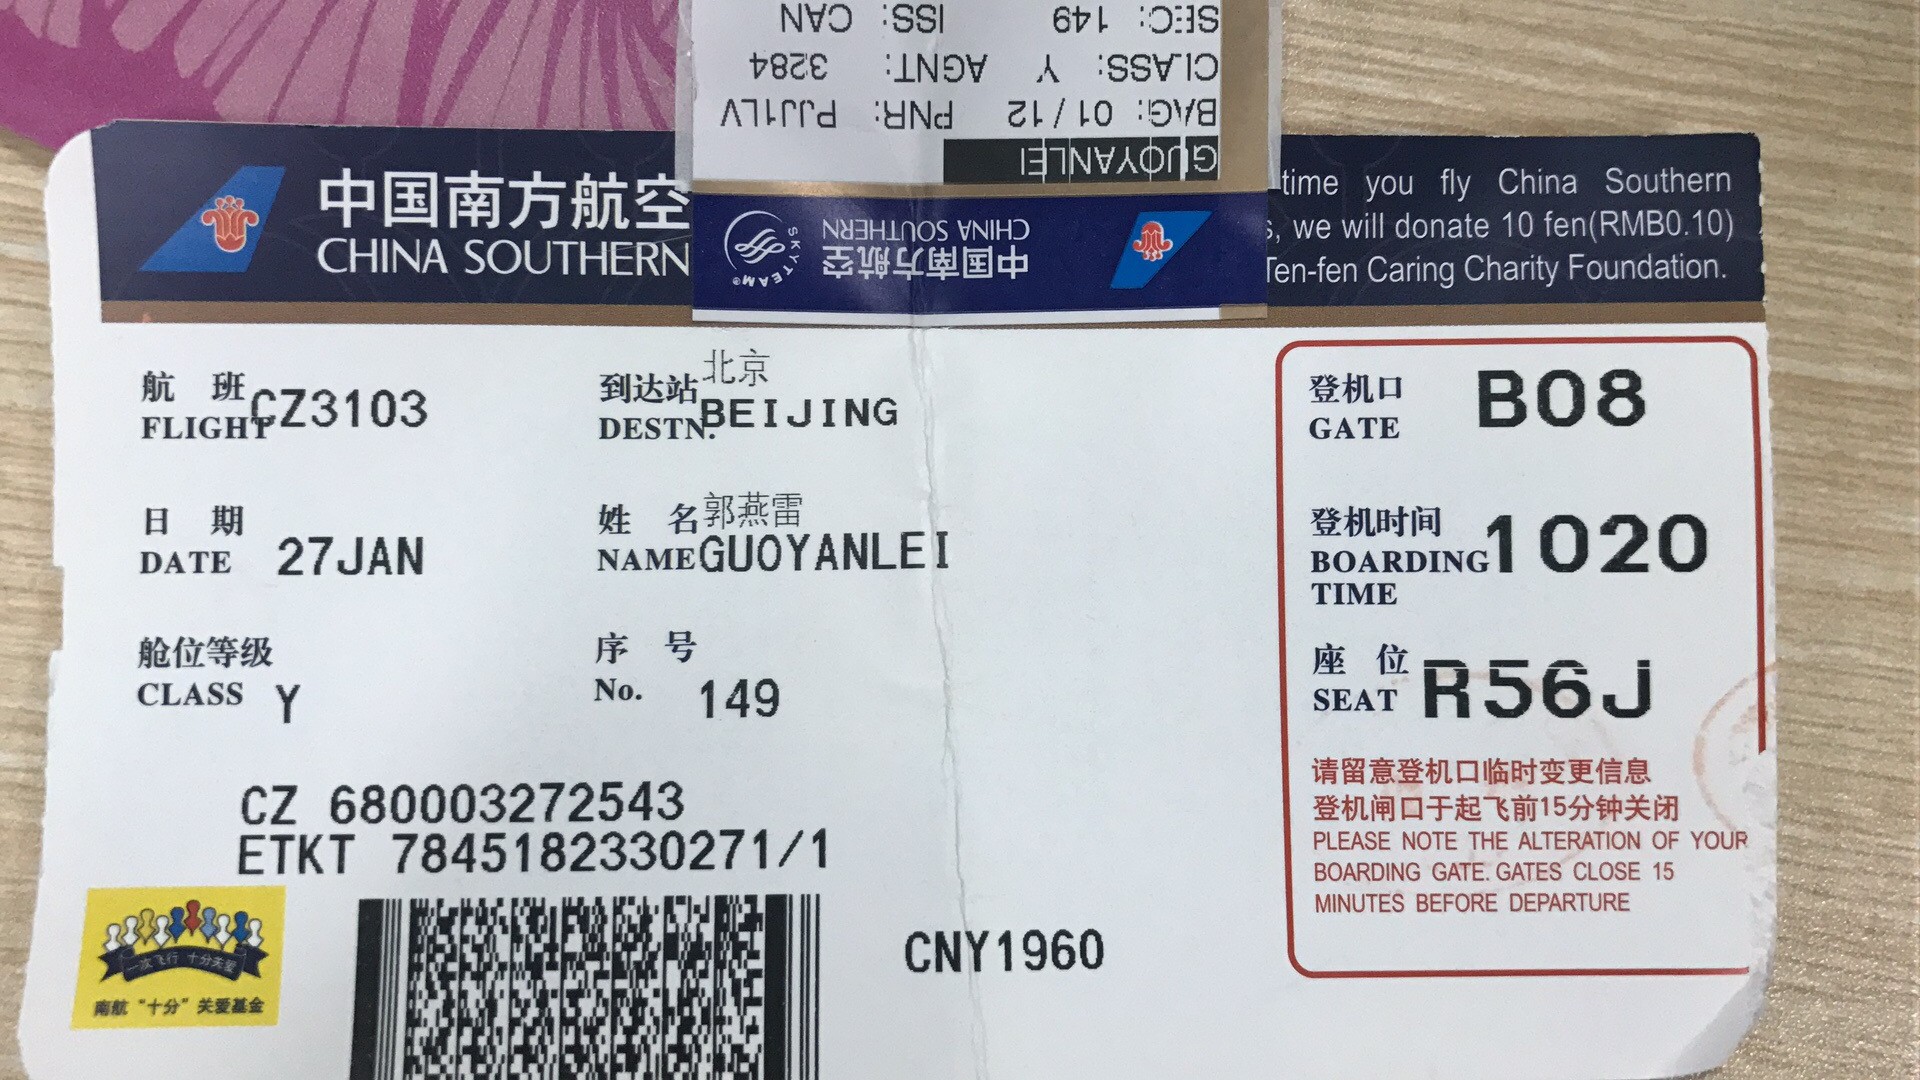 SEC: 149 ISS: CAN
CLASS: Y AGNT: 3284
BAG: 01/12 PNR: PJJ1LV
GUOYANLEI
中国南方航空
CHINA SOUTHERN
SKYTEAM
中国南方航空
CHINA SOUTHERN
time you fly China Southern
, we will donate 10 fen(RMB0.10)
Ten-fen Caring Charity Foundation.
航 班
FLIGHT CZ3103
到达站 北京
DESTN. BEIJING
登机口
GATE B08
日 期
DATE 27JAN
姓 名 郭燕雷
NAME GUOYANLEI
登机时间
BOARDING TIME 1020
舱位等级
CLASS Y
序 号
No. 149
座 位
SEAT R56J
请留意登机口临时变更信息
登机闸口于起飞前15分钟关闭
PLEASE NOTE THE ALTERATION OF YOUR
BOARDING GATE. GATES CLOSE 15
MINUTES BEFORE DEPARTURE
CZ 680003272543
ETKT 7845182330271/1
一次飞行 十分关爱
南航“十分”关爱基金
CNY1960